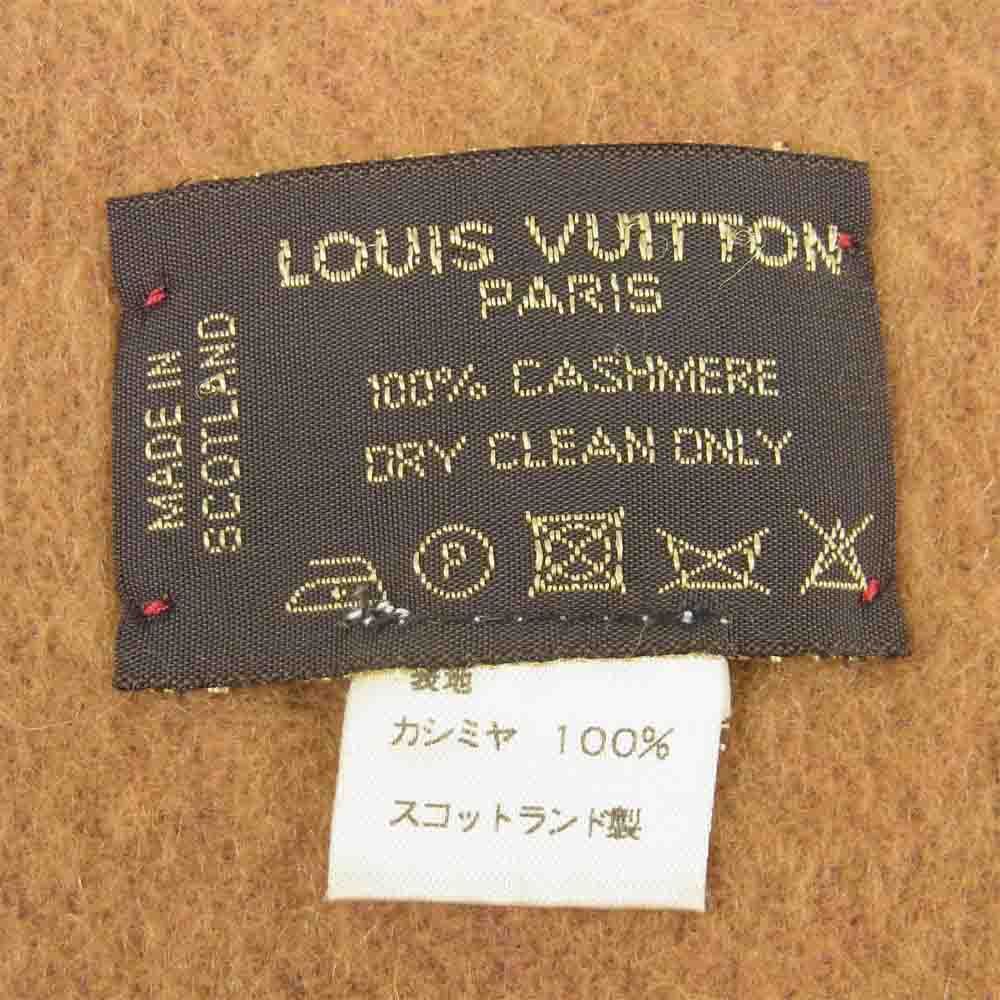 LOUIS VUITTON
PARIS
100% CASHMERE
DRY CLEAN ONLY
MADE IN
SCOTLAND
P
表地
カシミヤ 100%
スコットランド製